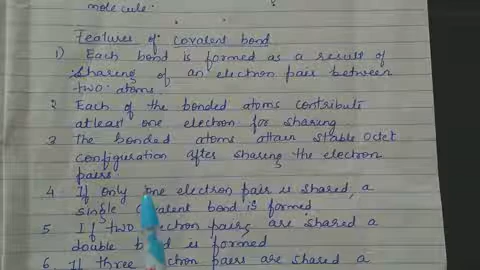 molecule.
Features of Covalent bond
1) Each bond is formed as a result of
sharing of an electron pair between
two atoms.
2 Each of the bonded atoms contribute
atleast one electron for sharing
3 The bonded atoms attain stable Octet
configuration after sharing the electron
pairs.
4 If only one electron pair is shared, a
single covalent bond is formed.
5 If two electron pairs are shared a
double bond is formed
6. If three electron pairs are shared a